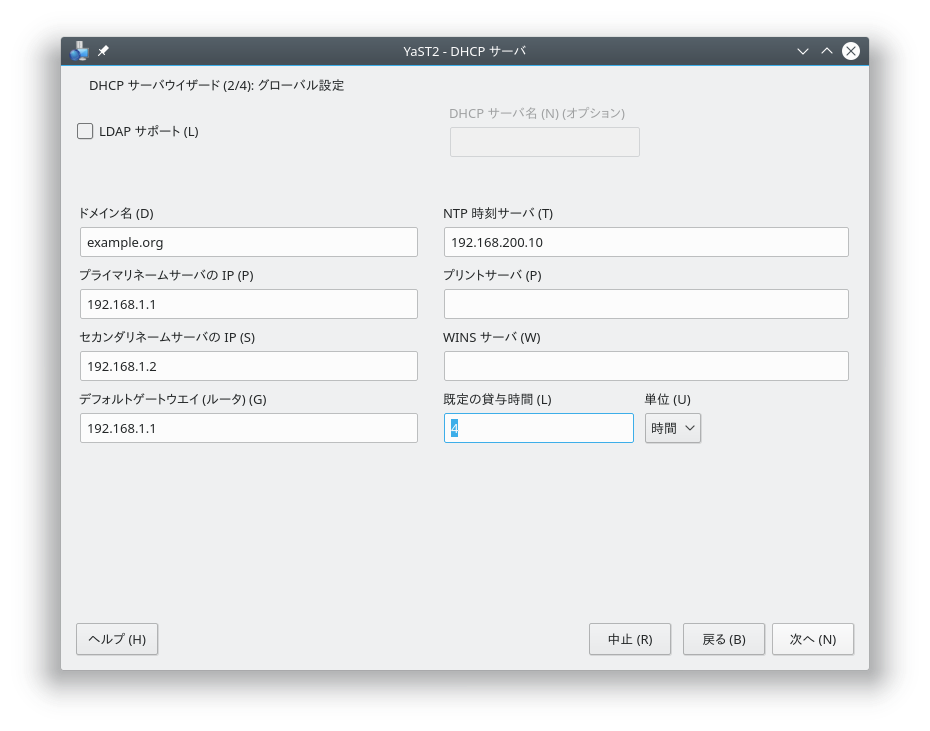 YaST2 - DHCP サーバ
DHCP サーバウイザード (2/4): グローバル設定
LDAP サポート (L)
DHCP サーバ名 (N) (オプション)
ドメイン名 (D)
example.org
NTP 時刻サーバ (T)
192.168.200.10
プライマリネームサーバの IP (P)
192.168.1.1
プリントサーバ (P)
セカンダリネームサーバの IP (S)
192.168.1.2
WINS サーバ (W)
デフォルトゲートウエイ (ルータ) (G)
192.168.1.1
既定の貸与時間 (L)
4
単位 (U)
時間
ヘルプ (H)
中止 (R)
戻る (B)
次へ (N)